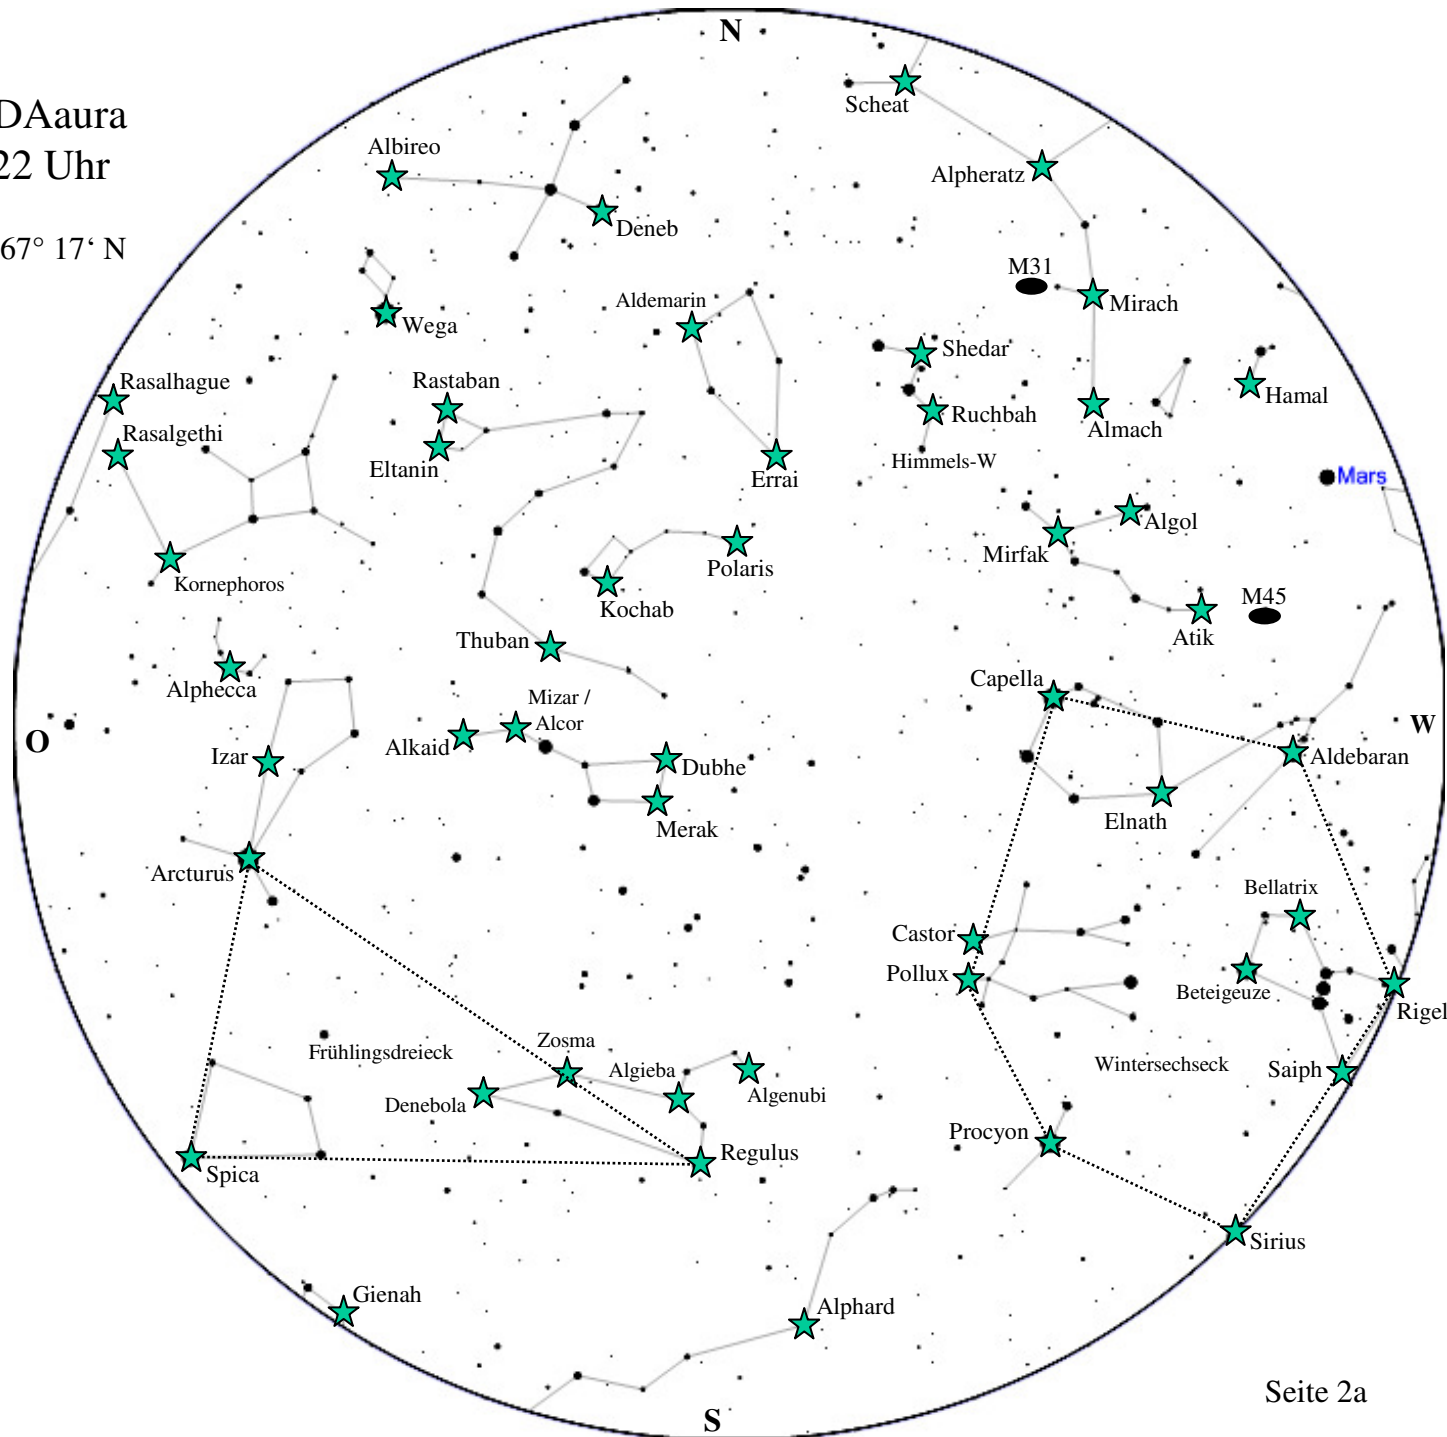 N
DAaura
22 Uhr
67° 17‘ N
Scheat
Albireo
Alpheratz
Deneb
M31
Aldemarin
Mirach
Wega
Shedar
Rasalhague
Rastaban
Hamal
Ruchbah
Almach
Rasalgethi
Himmels-W
Eltanin
Errai
Mars
Algol
Mirfak
Polaris
Kornephoros
M45
Kochab
Atik
Thuban
Capella
Alphecca
Mizar /
Alcor
W
O
Alkaid
Izar
Dubhe
Aldebaran
Elnath
Merak
Arcturus
Bellatrix
Castor
Pollux
Beteigeuze
Rigel
Zosma
Frühlingsdreieck
Wintersechseck
Algieba
Saiph
Algenubi
Denebola
Procyon
Regulus
Spica
Sirius
Gienah
Alphard
Seite 2a
S